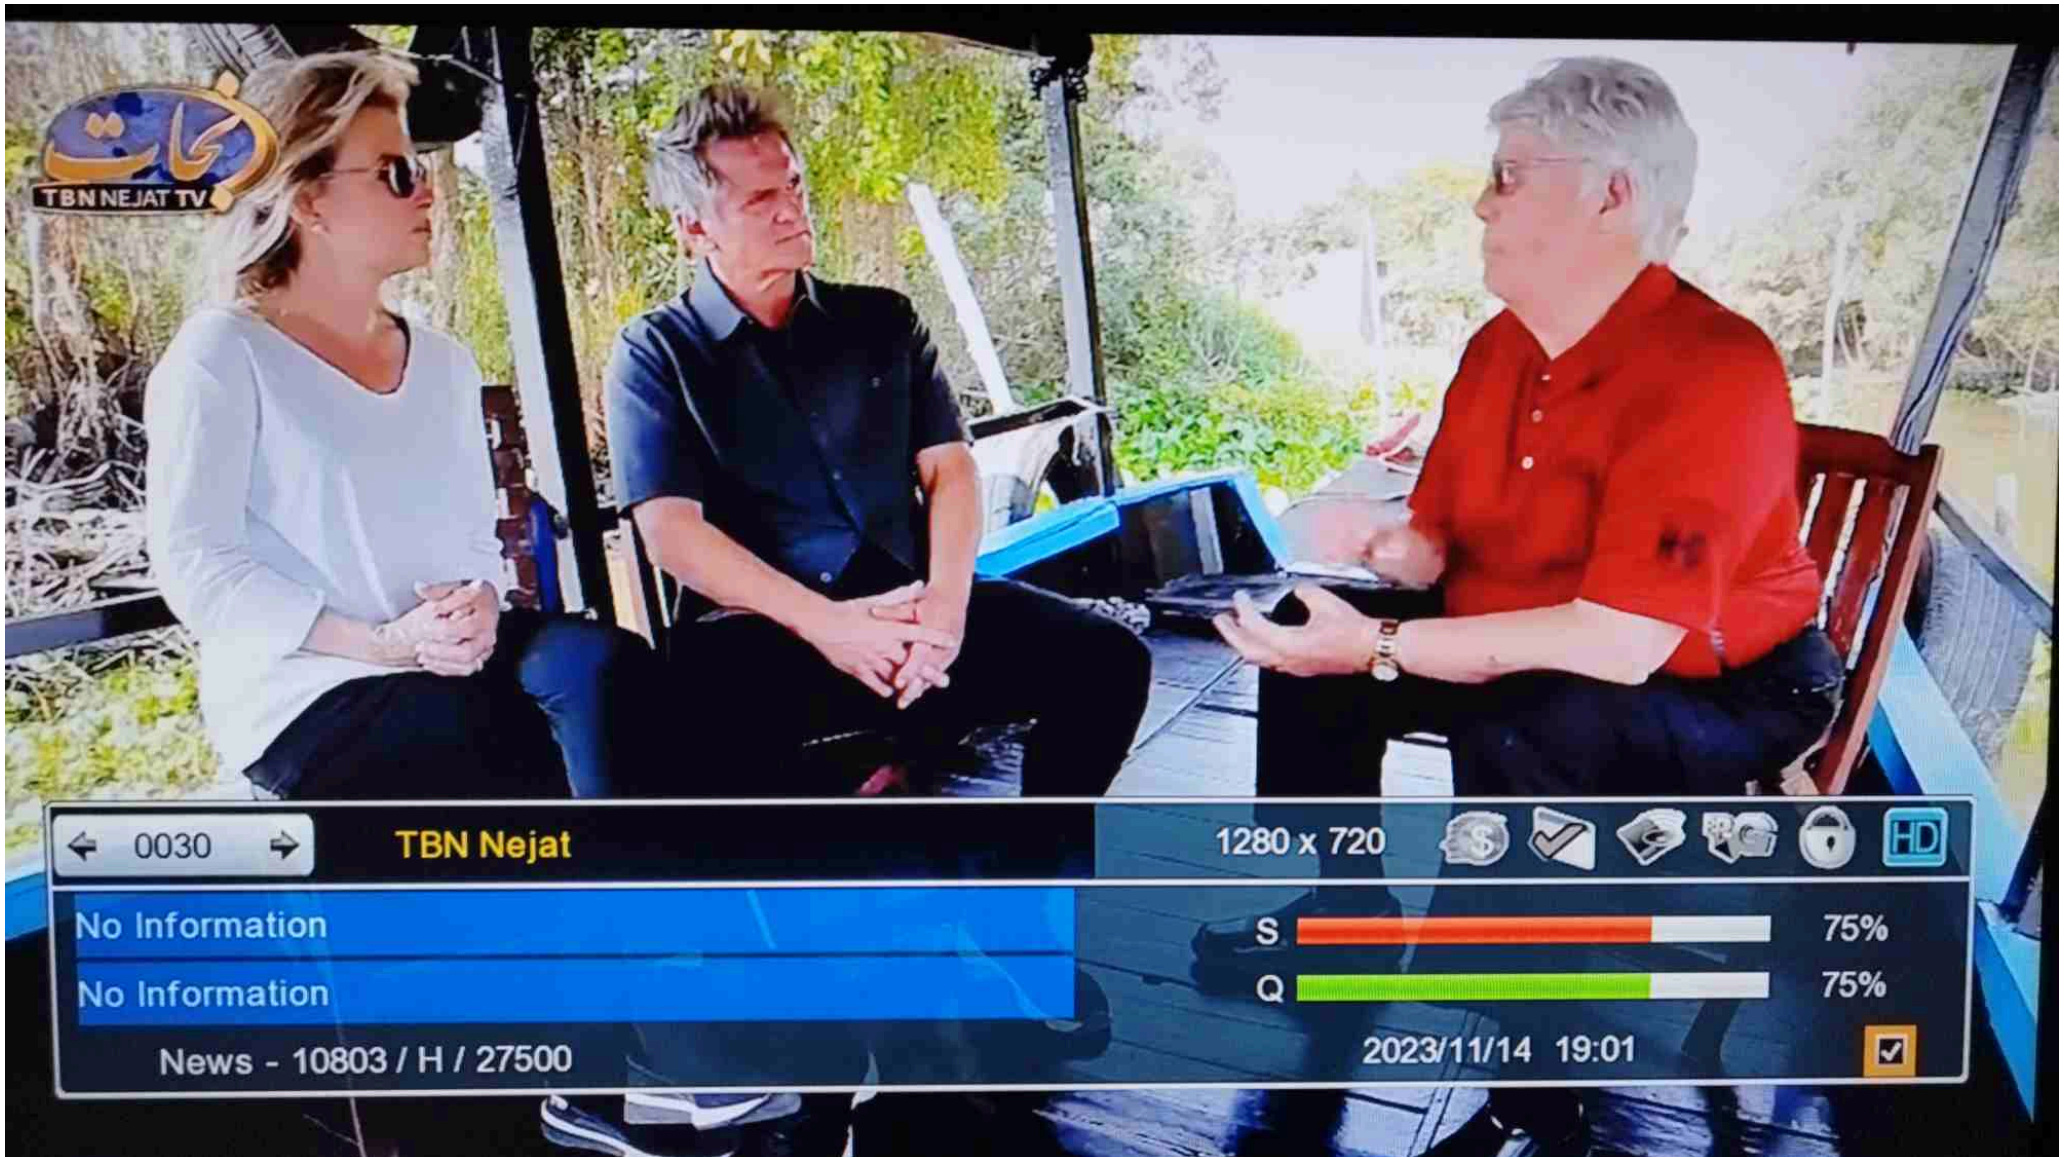 نجات
TBN NEJAT TV
0030
TBN Nejat
1280 x 720
HD
No Information
S
75%
No Information
Q
75%
News - 10803 / H / 27500
2023/11/14 19:01